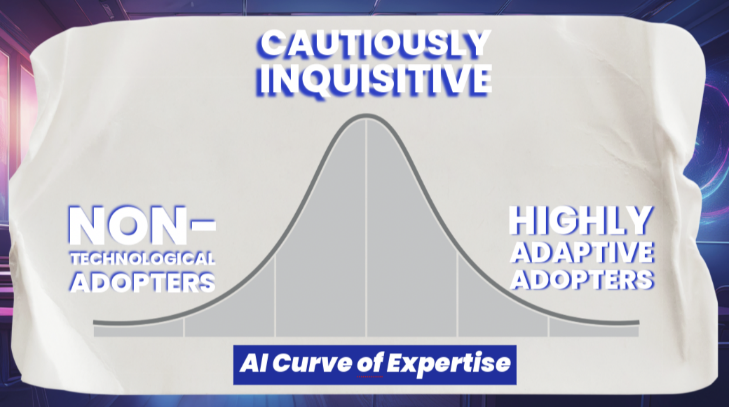 CAUTIOUSLY
INQUISITIVE
NON-
TECHNOLOGICAL
ADOPTERS
HIGHLY
ADAPTIVE
ADOPTERS
AI Curve of Expertise